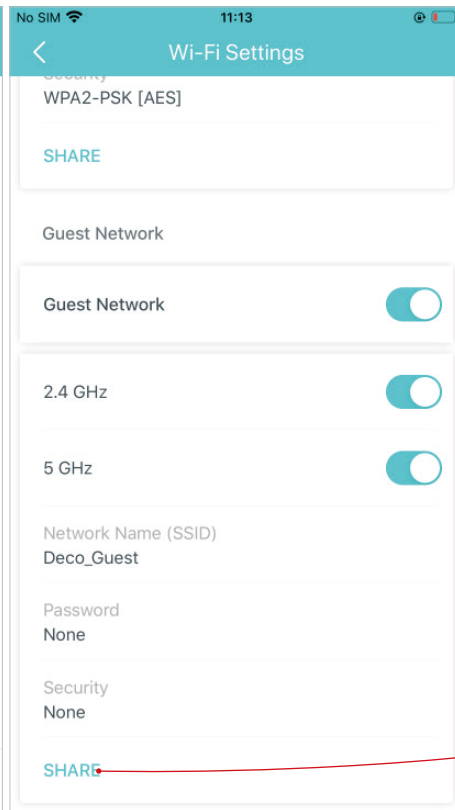 No SIM 11:13
Wi-Fi Settings
Security
WPA2-PSK [AES]
SHARE
Guest Network
Guest Network
2.4 GHz
5 GHz
Network Name (SSID)
Deco_Guest
Password
None
Security
None
SHARE